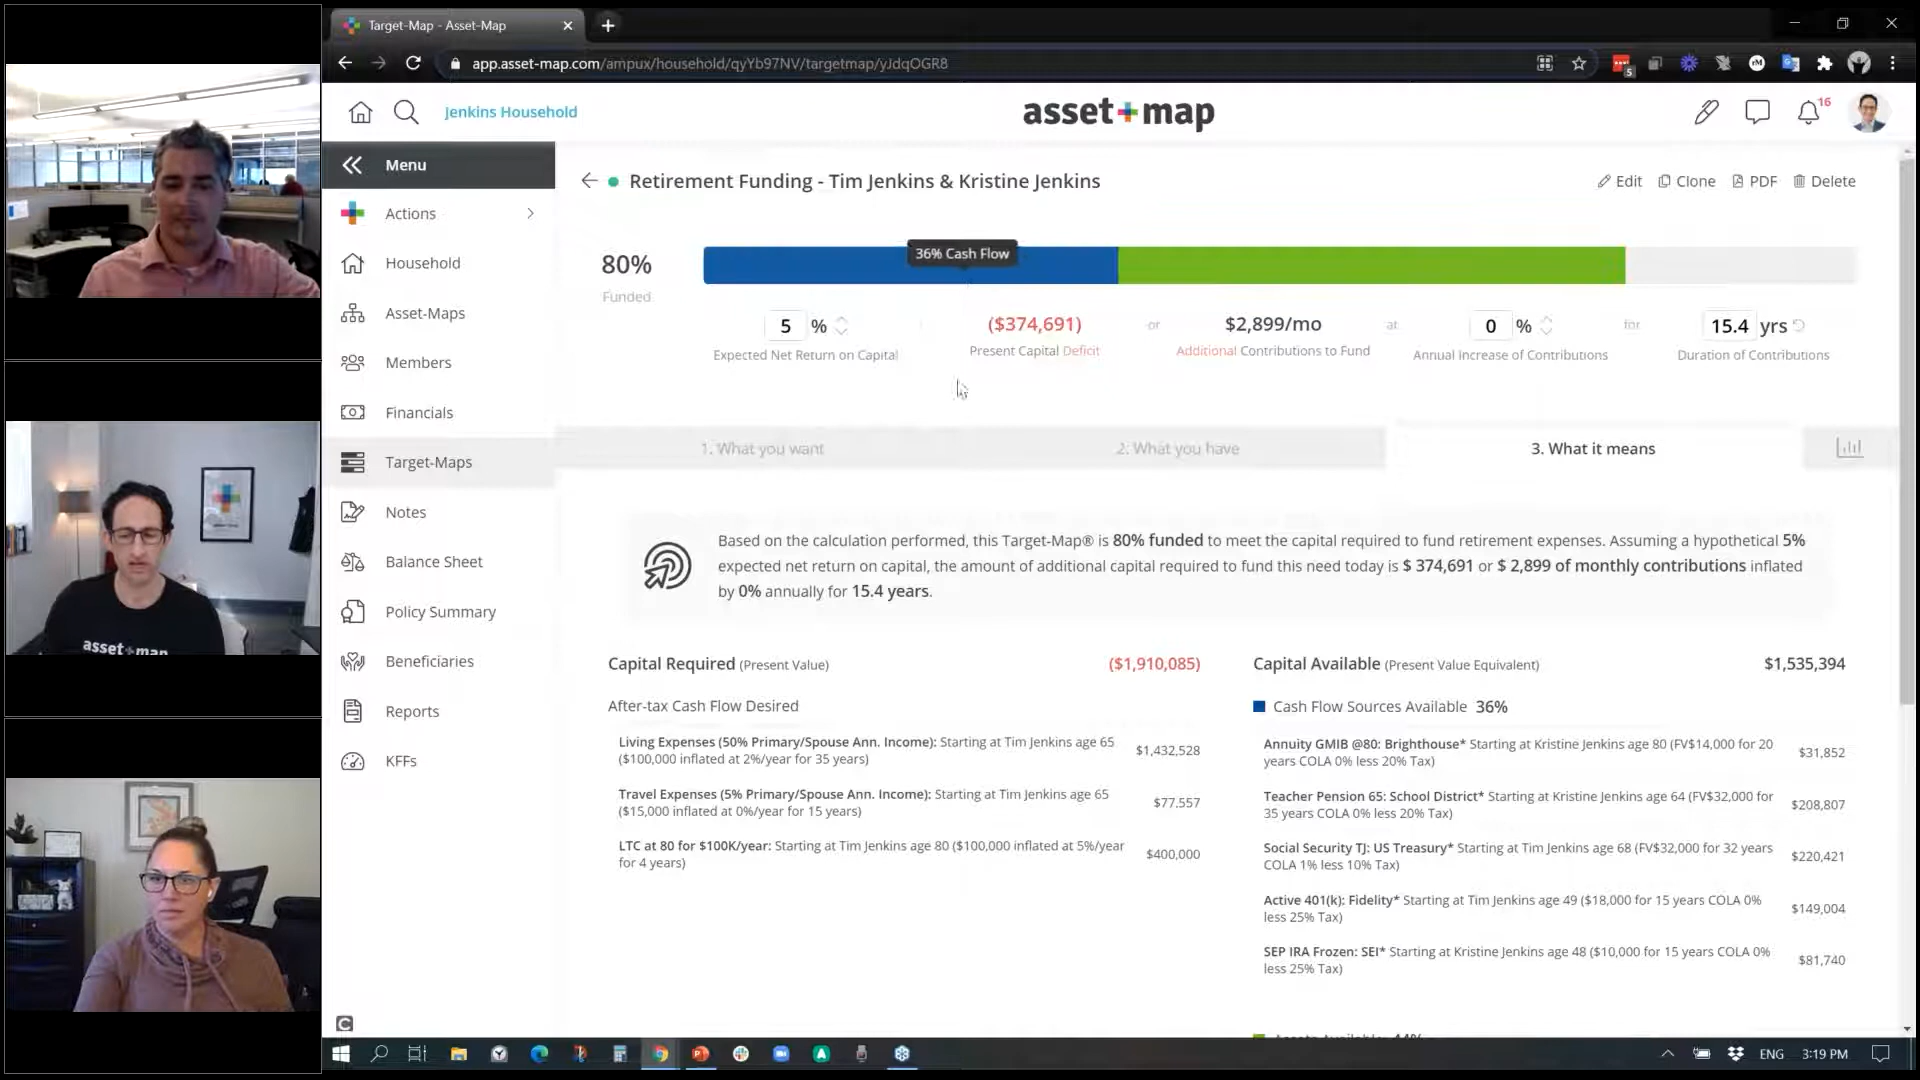 Target-Map - Asset-Map
app.asset-map.com/ampux/household/qyYb97NV/targetmap/yJdqOGR8
5
Jenkins Household
asset+map
16
Menu
Actions
Household
Asset-Maps
Members
Financials
Target-Maps
Notes
Balance Sheet
Policy Summary
Beneficiaries
Reports
KFFs
Retirement Funding - Tim Jenkins & Kristine Jenkins
Edit
Clone
PDF
Delete
80%
Funded
36% Cash Flow
5 %
Expected Net Return on Capital
($374,691)
Present Capital Deficit
or
$2,899/mo
Additional Contributions to Fund
at
0 %
Annual Increase of Contributions
for
15.4 yrs
Duration of Contributions
1. What you want
2. What you have
3. What it means
Based on the calculation performed, this Target-Map® is 80% funded to meet the capital required to fund retirement expenses. Assuming a hypothetical 5%
expected net return on capital, the amount of additional capital required to fund this need today is $ 374,691 or $ 2,899 of monthly contributions inflated
by 0% annually for 15.4 years.
Capital Required (Present Value) ($1,910,085)
After-tax Cash Flow Desired
Living Expenses (50% Primary/Spouse Ann. Income): Starting at Tim Jenkins age 65
($100,000 inflated at 2%/year for 35 years)
$1,432,528
Travel Expenses (5% Primary/Spouse Ann. Income): Starting at Tim Jenkins age 65
($15,000 inflated at 0%/year for 15 years)
$77,557
LTC at 80 for $100K/year: Starting at Tim Jenkins age 80 ($100,000 inflated at 5%/year
for 4 years)
$400,000
Capital Available (Present Value Equivalent) $1,535,394
Cash Flow Sources Available 36%
Annuity GMIB @80: Brighthouse* Starting at Kristine Jenkins age 80 (FV$14,000 for 20
years COLA 0% less 20% Tax)
$31,852
Teacher Pension 65: School District* Starting at Kristine Jenkins age 64 (FV$32,000 for
35 years COLA 0% less 20% Tax)
$208,807
Social Security TJ: US Treasury* Starting at Tim Jenkins age 68 (FV$32,000 for 32 years
COLA 1% less 10% Tax)
$220,421
Active 401(k): Fidelity* Starting at Tim Jenkins age 49 ($18,000 for 15 years COLA 0%
less 25% Tax)
$149,004
SEP IRA Frozen: SEI* Starting at Kristine Jenkins age 48 ($10,000 for 15 years COLA 0%
less 25% Tax)
$81,740
asset+map
ENG
3:19 PM